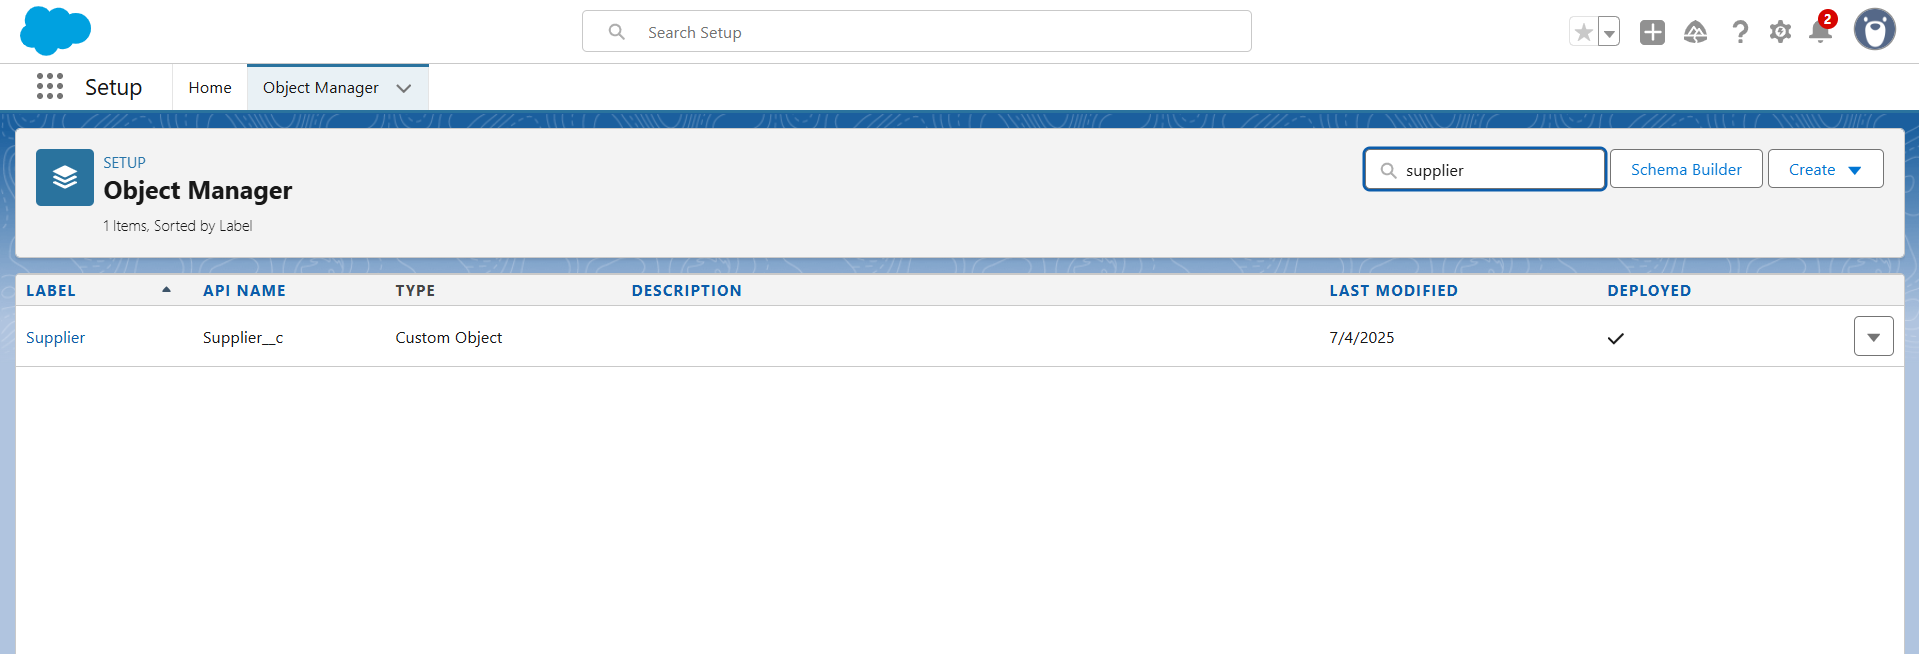 Search Setup
2
Setup
Home
Object Manager
SETUP
Object Manager
1 Items, Sorted by Label
supplier
Schema Builder
Create
LABEL API NAME TYPE DESCRIPTION LAST MODIFIED DEPLOYED
Supplier Supplier__c Custom Object 7/4/2025